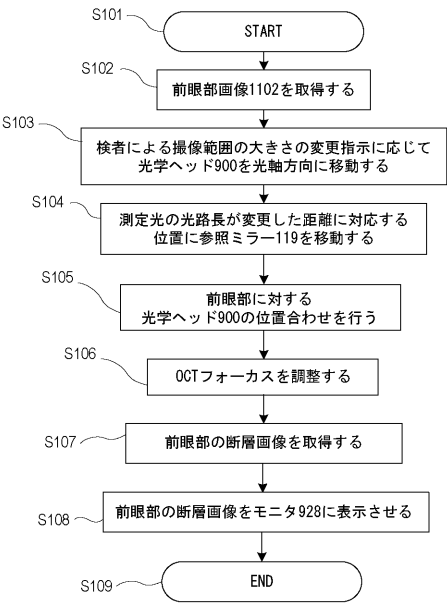 S101
START
S102
前眼部画像1102を取得する
S103
検者による撮像範囲の大きさの変更指示に応じて
光学ヘッド900を光軸方向に移動する
S104
測定光の光路長が変更した距離に対応する
位置に参照ミラー119を移動する
S105
前眼部に対する
光学ヘッド900の位置合わせを行う
S106
OCTフォーカスを調整する
S107
前眼部の断層画像を取得する
S108
前眼部の断層画像をモニタ928に表示させる
S109
END